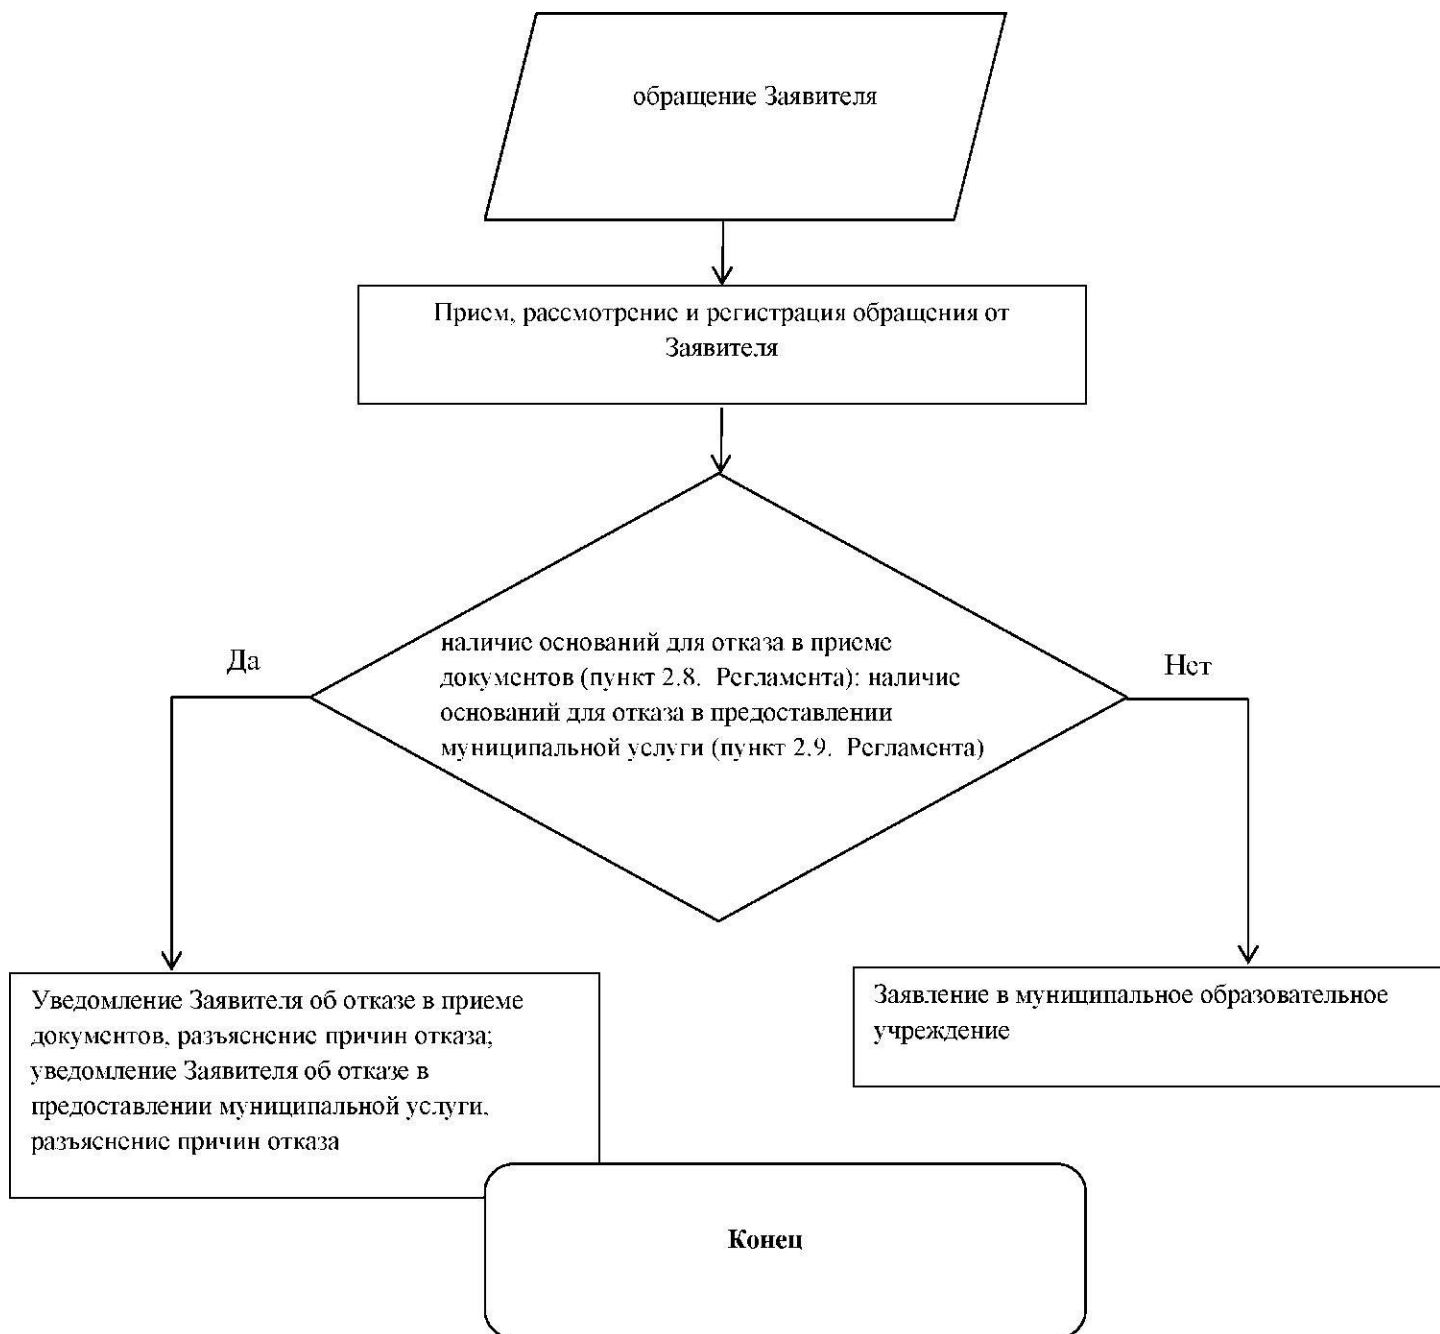 обращение Заявителя
Прием, рассмотрение и регистрация обращения от
Заявителя
наличие оснований для отказа в приеме
документов (пункт 2.8. Регламента): наличие
оснований для отказа в предоставлении
муниципальной услуги (пункт 2.9. Регламента)
Да
Нет
Уведомление Заявителя об отказе в приеме
документов, разъяснение причин отказа;
уведомление Заявителя об отказе в
предоставлении муниципальной услуги,
разъяснение причин отказа
Заявление в муниципальное образовательное
учреждение
Конец